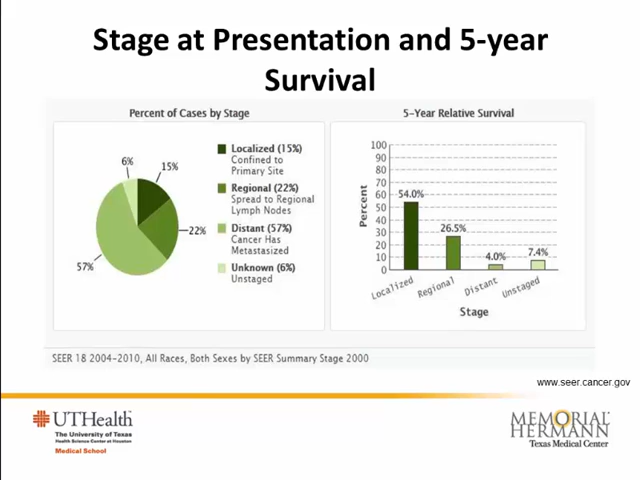 Stage at Presentation and 5-year
Survival
Percent of Cases by Stage
6%
15%
22%
57%
Localized (15%)
Confined to
Primary Site
Regional (22%)
Spread to Regional
Lymph Nodes
Distant (57%)
Cancer Has
Metastasized
Unknown (6%)
Unstaged
5-Year Relative Survival
Percent
100
90
80
70
60
50
40
30
20
10
0
54.0%
26.5%
4.0%
7.4%
Localized
Regional
Distant
Unstaged
Stage
SEER 18 2004-2010, All Races, Both Sexes by SEER Summary Stage 2000
www.seer.cancer.gov
UTHealth
The University of Texas
Health Science Center at Houston
Medical School
MEMORIAL
HERMANN
Texas Medical Center